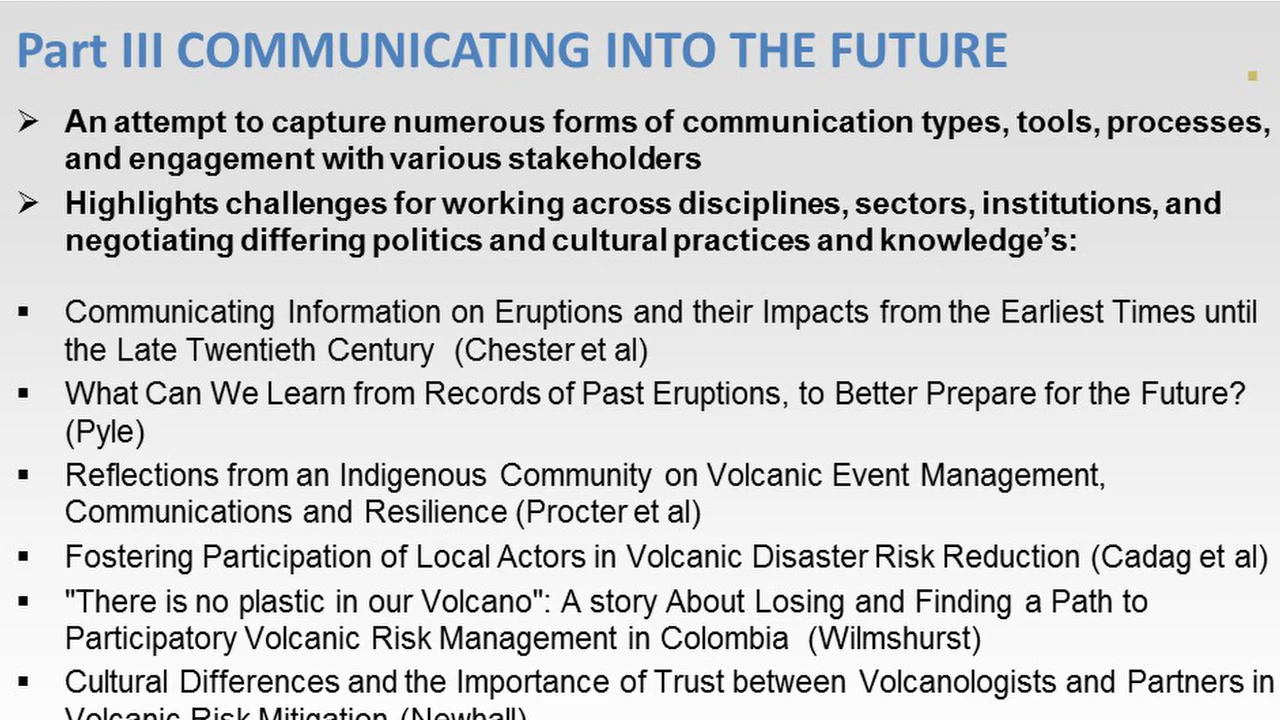 Part III COMMUNICATING INTO THE FUTURE
An attempt to capture numerous forms of communication types, tools, processes,
and engagement with various stakeholders
Highlights challenges for working across disciplines, sectors, institutions, and
negotiating differing politics and cultural practices and knowledge’s:
Communicating Information on Eruptions and their Impacts from the Earliest Times until
the Late Twentieth Century (Chester et al)
What Can We Learn from Records of Past Eruptions, to Better Prepare for the Future?
(Pyle)
Reflections from an Indigenous Community on Volcanic Event Management,
Communications and Resilience (Procter et al)
Fostering Participation of Local Actors in Volcanic Disaster Risk Reduction (Cadag et al)
"There is no plastic in our Volcano": A story About Losing and Finding a Path to
Participatory Volcanic Risk Management in Colombia (Wilmshurst)
Cultural Differences and the Importance of Trust between Volcanologists and Partners in
Volcanic Risk Mitigation (Newhall)